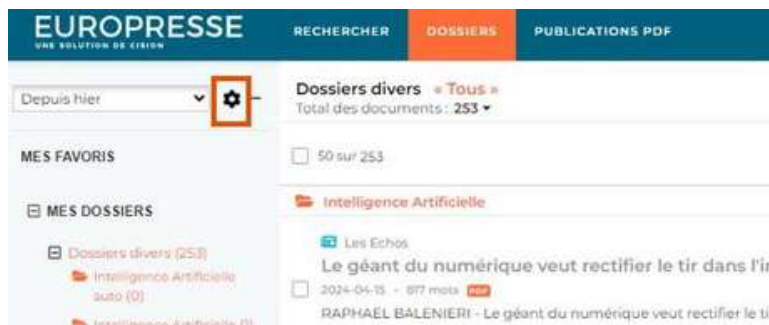 EUROPRESSE
UNE SOLUTION DE CISION
RECHERCHER
DOSSIERS
PUBLICATIONS PDF
Depuis hier
Dossiers divers « Tous »
Total des documents : 253
MES FAVORIS
50 sur 253
MES DOSSIERS
Intelligence Artificielle
Dossiers divers (253)
Les Echos
Intelligence Artificielle
auto (0)
Le géant du numérique veut rectifier le tir dans l'i
2024-04-15 - 877 mots PDF
RAPHAËL BALENIERI - Le géant du numérique veut rectifier le ti
Intelligence Artificielle